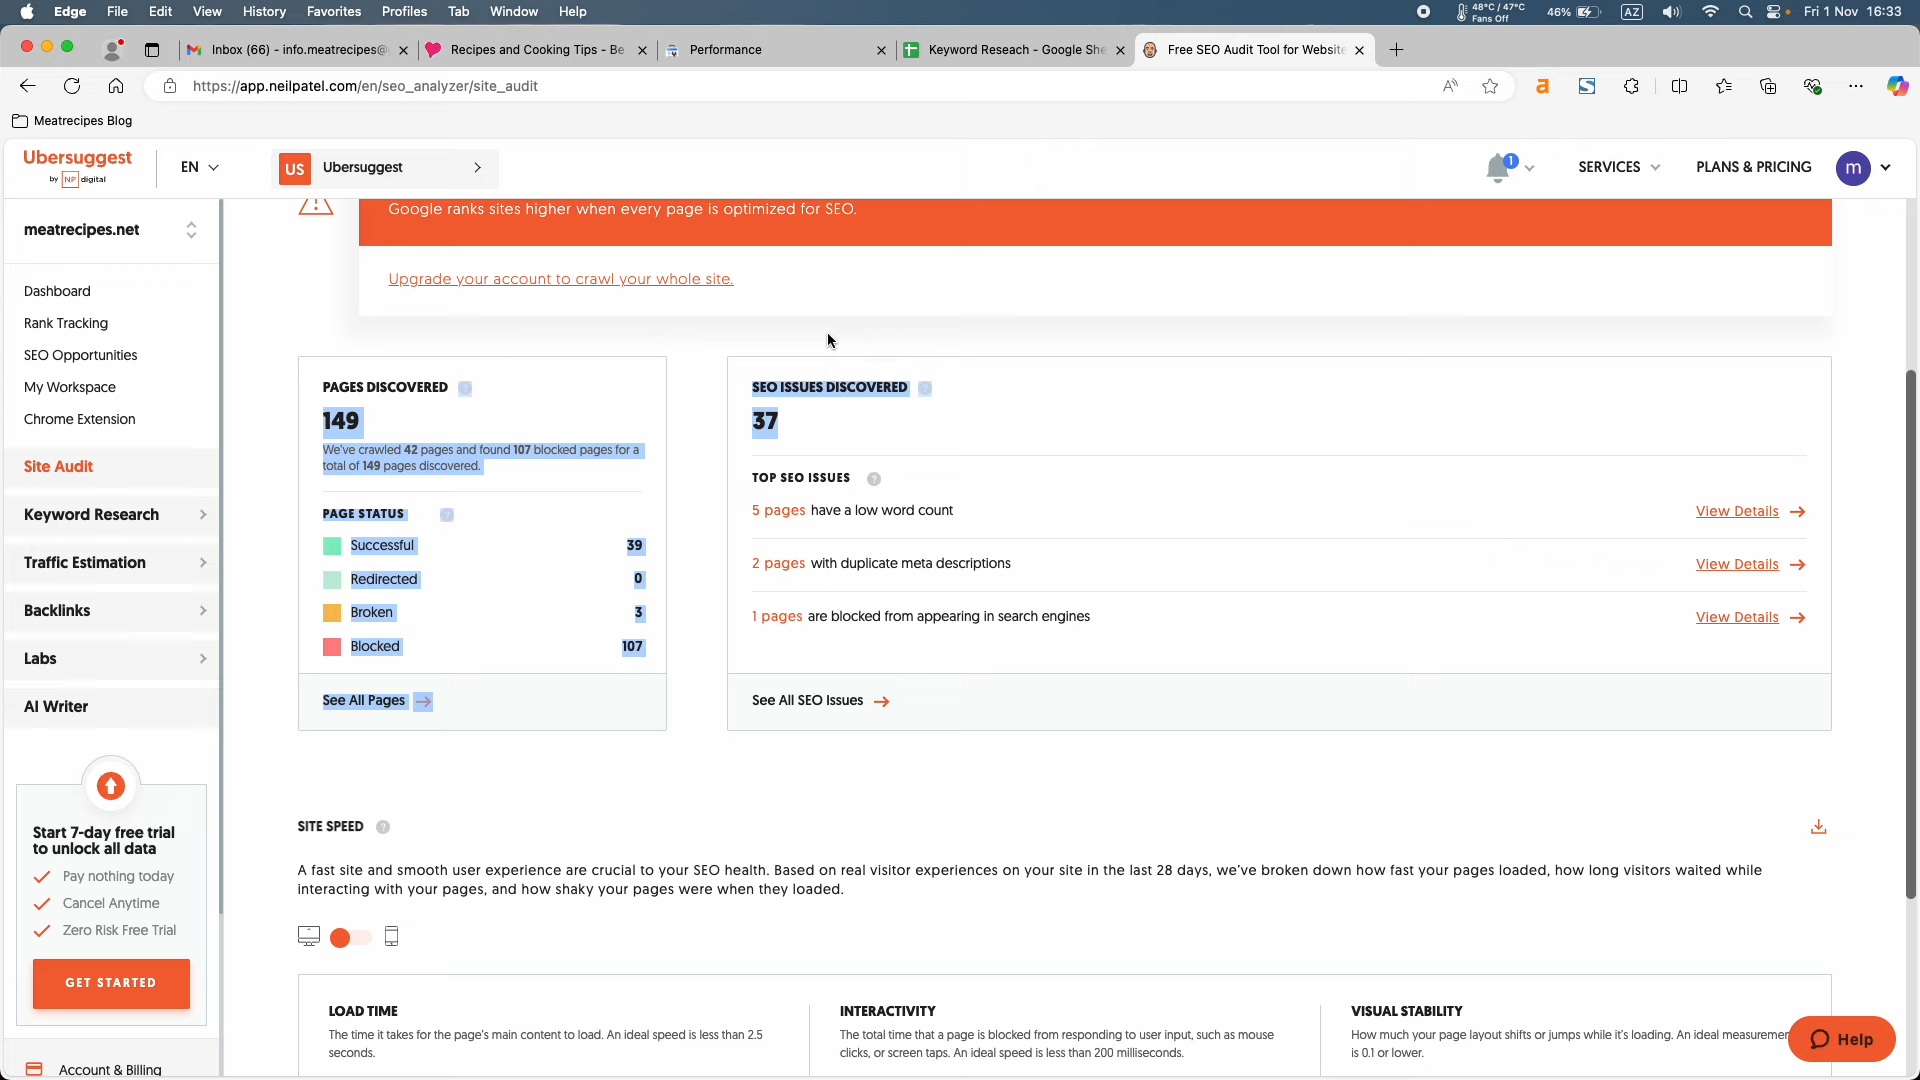 Edge File Edit View History Favorites Profiles Tab Window Help
48°C / 47°C
Fans Off
46% AZ Fri 1 Nov 16:33
Inbox (66) - info.meatrecipes@
Recipes and Cooking Tips - Be
Performance
Keyword Reseach - Google She
Free SEO Audit Tool for Website
https://app.neilpatel.com/en/seo_analyzer/site_audit
Meatrecipes Blog
Ubersuggest
by NP digital
EN
US Ubersuggest
1
SERVICES
PLANS & PRICING
m
meatrecipes.net
Dashboard
Rank Tracking
SEO Opportunities
My Workspace
Chrome Extension
Site Audit
Keyword Research
Traffic Estimation
Backlinks
Labs
AI Writer
Start 7-day free trial
to unlock all data
Pay nothing today
Cancel Anytime
Zero Risk Free Trial
GET STARTED
Account & Billing
Google ranks sites higher when every page is optimized for SEO.
Upgrade your account to crawl your whole site.
PAGES DISCOVERED ?
149
We've crawled 42 pages and found 107 blocked pages for a
total of 149 pages discovered.
PAGE STATUS ?
Successful 39
Redirected 0
Broken 3
Blocked 107
See All Pages
SEO ISSUES DISCOVERED ?
37
TOP SEO ISSUES ?
5 pages have a low word count View Details
2 pages with duplicate meta descriptions View Details
1 pages are blocked from appearing in search engines View Details
See All SEO Issues
SITE SPEED ?
A fast site and smooth user experience are crucial to your SEO health. Based on real visitor experiences on your site in the last 28 days, we've broken down how fast your pages loaded, how long visitors waited while
interacting with your pages, and how shaky your pages were when they loaded.
LOAD TIME
The time it takes for the page's main content to load. An ideal speed is less than 2.5
seconds.
INTERACTIVITY
The total time that a page is blocked from responding to user input, such as mouse
clicks, or screen taps. An ideal speed is less than 200 milliseconds.
VISUAL STABILITY
How much your page layout shifts or jumps while it's loading. An ideal measuremen
is 0.1 or lower.
Help